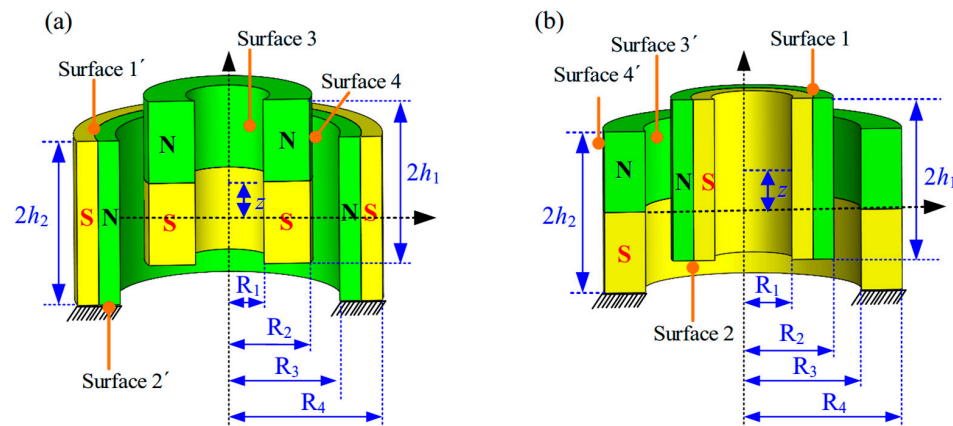 (a)
Surface 3
Surface 1′
Surface 4
N
N
S
N
S
S
N
S
z
2h₁
2h₂
R₁
R₂
R₃
R₄
Surface 2′
(b)
Surface 3′
Surface 1
Surface 4′
N
N
S
S
z
2h₁
2h₂
R₁
Surface 2
R₂
R₃
R₄